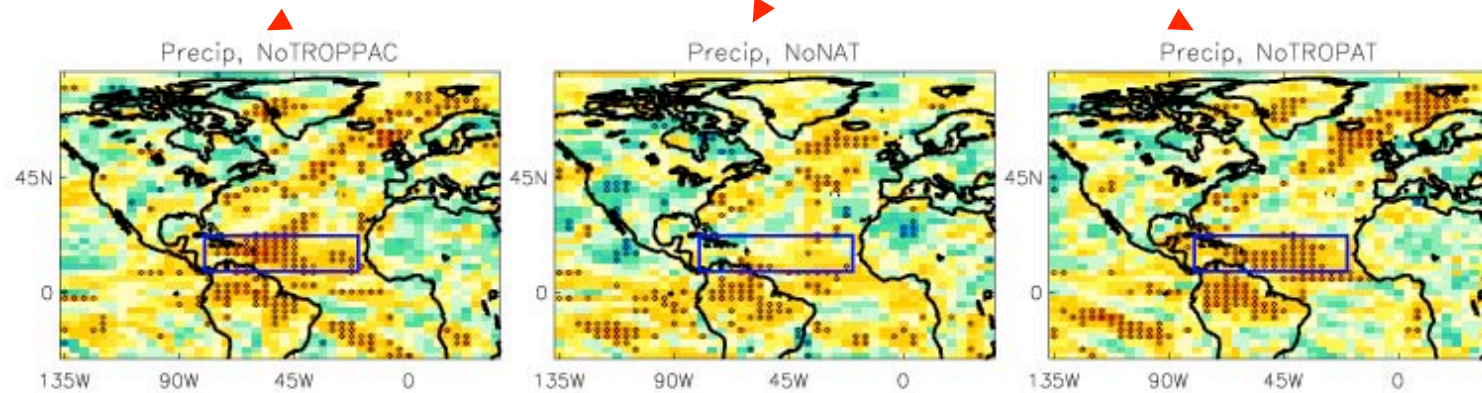 Precip, NoTROPPAC
45N
0
135W 90W 45W 0
Precip, NoNAT
45N
0
135W 90W 45W 0
Precip, NoTROPAT
45N
0
135W 90W 45W 0